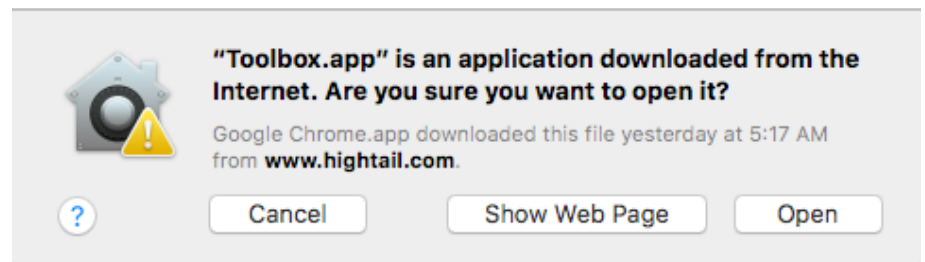 “Toolbox.app” is an application downloaded from the
Internet. Are you sure you want to open it?
Google Chrome.app downloaded this file yesterday at 5:17 AM
from www.hightail.com.
? Cancel Show Web Page Open